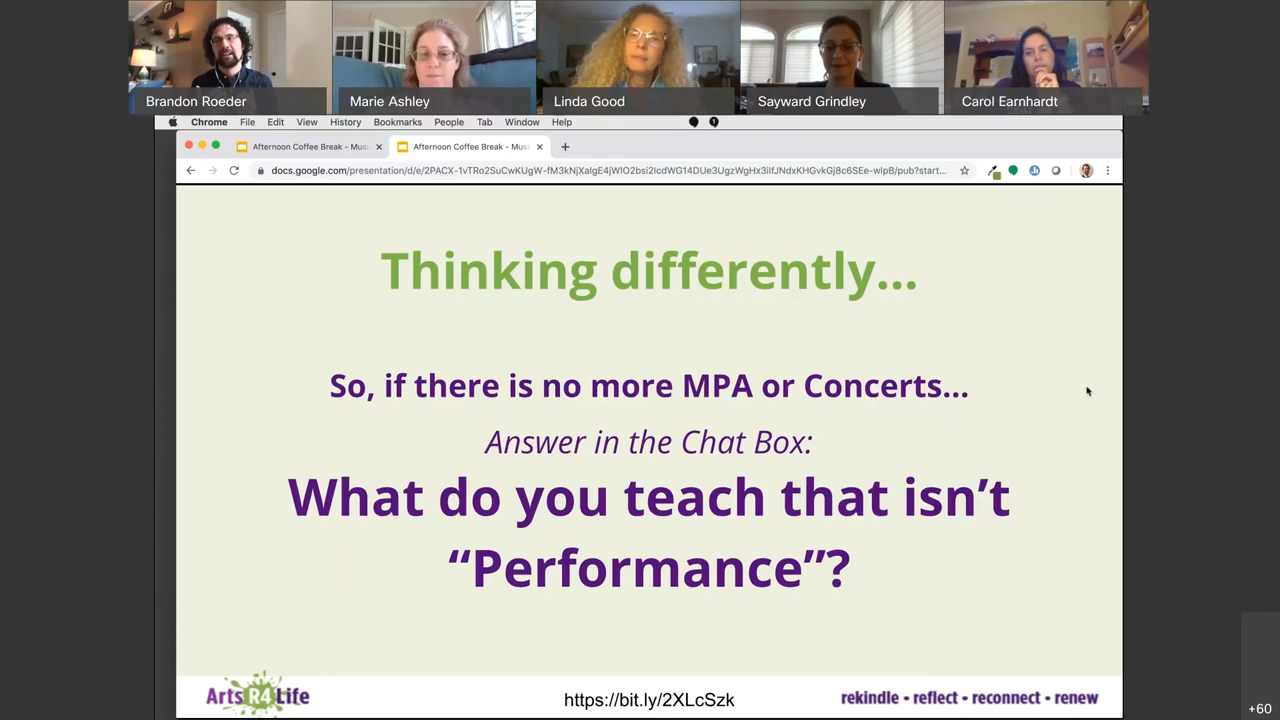 Brandon Roeder
Marie Ashley
Linda Good
Sayward Grindley
Carol Earnhardt
Chrome File Edit View History Bookmarks People Tab Window Help
Afternoon Coffee Break - Musi
Afternoon Coffee Break - Musi
Thinking differently...
So, if there is no more MPA or Concerts...
Answer in the Chat Box:
What do you teach that isn’t
“Performance”?
Arts R4 Life
https://bit.ly/2XLcSzk
rekindle • reflect • reconnect • renew
+60